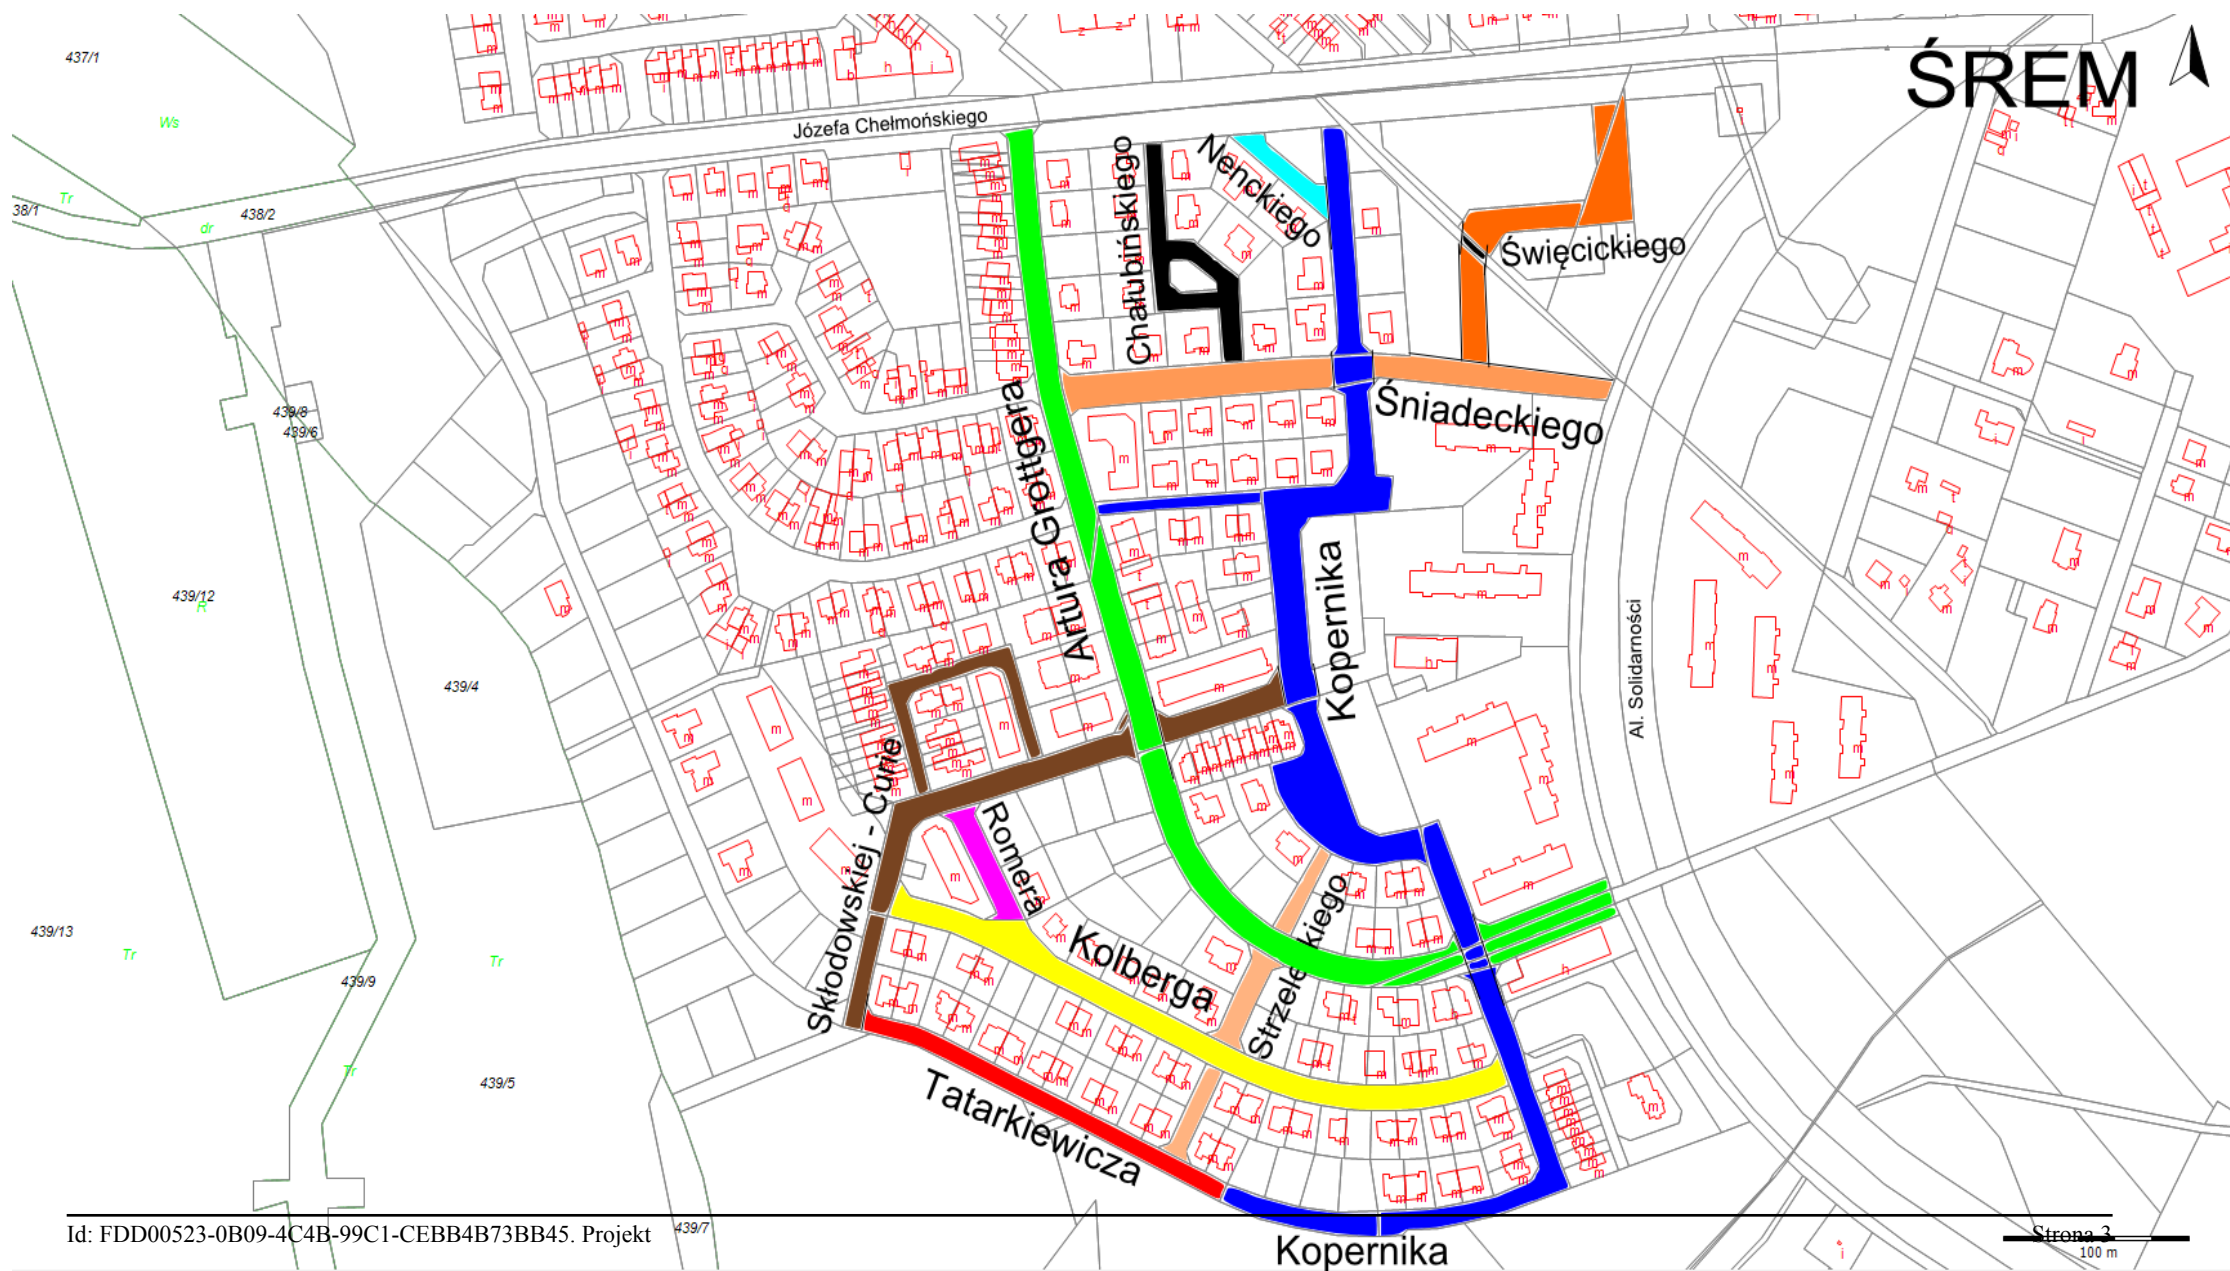 ŚREM
437/1
Ws
Józefa Chełmońskiego
Tr
38/1
438/2
dr
Chałubińskiego
Nenckiego
Święcickiego
Śniadeckiego
Artura Grottgera
439/8
439/6
439/12
R
439/4
Kopernika
Al. Solidarności
Skłodowskiej - Curie
Romera
Kolberga
Strzeleckiego
439/13
Tr
439/9
Tr
Tr
439/5
Tatarkiewicza
439/7
Kopernika
Id: FDD00523-0B09-4C4B-99C1-CEBB4B73BB45. Projekt
Strona 3
100 m